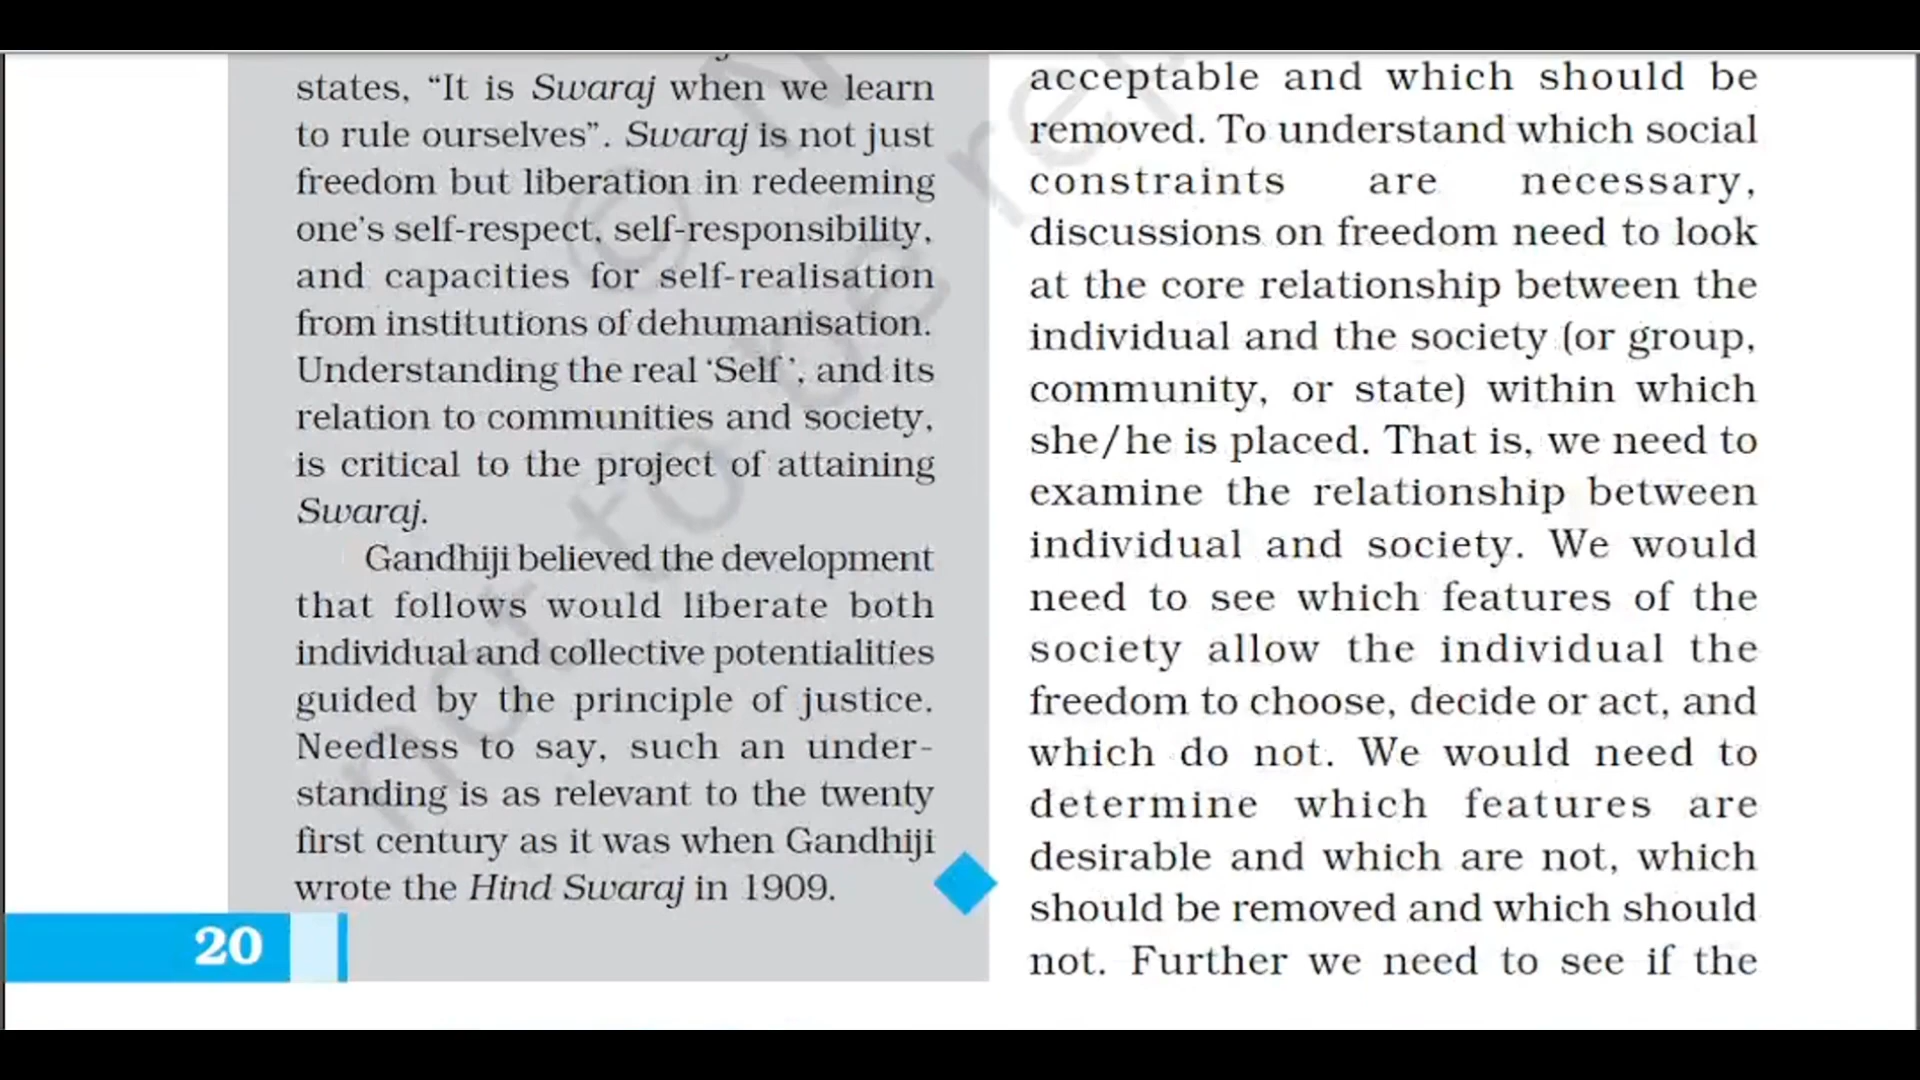 states, “It is Swaraj when we learn
to rule ourselves”. Swaraj is not just
freedom but liberation in redeeming
one’s self-respect, self-responsibility,
and capacities for self-realisation
from institutions of dehumanisation.
Understanding the real ‘Self’, and its
relation to communities and society,
is critical to the project of attaining
Swaraj.
Gandhiji believed the development
that follows would liberate both
individual and collective potentialities
guided by the principle of justice.
Needless to say, such an under-
standing is as relevant to the twenty
first century as it was when Gandhiji
wrote the Hind Swaraj in 1909.
20
acceptable and which should be
removed. To understand which social
constraints are necessary,
discussions on freedom need to look
at the core relationship between the
individual and the society (or group,
community, or state) within which
she/he is placed. That is, we need to
examine the relationship between
individual and society. We would
need to see which features of the
society allow the individual the
freedom to choose, decide or act, and
which do not. We would need to
determine which features are
desirable and which are not, which
should be removed and which should
not. Further we need to see if the
not to be rep
© N